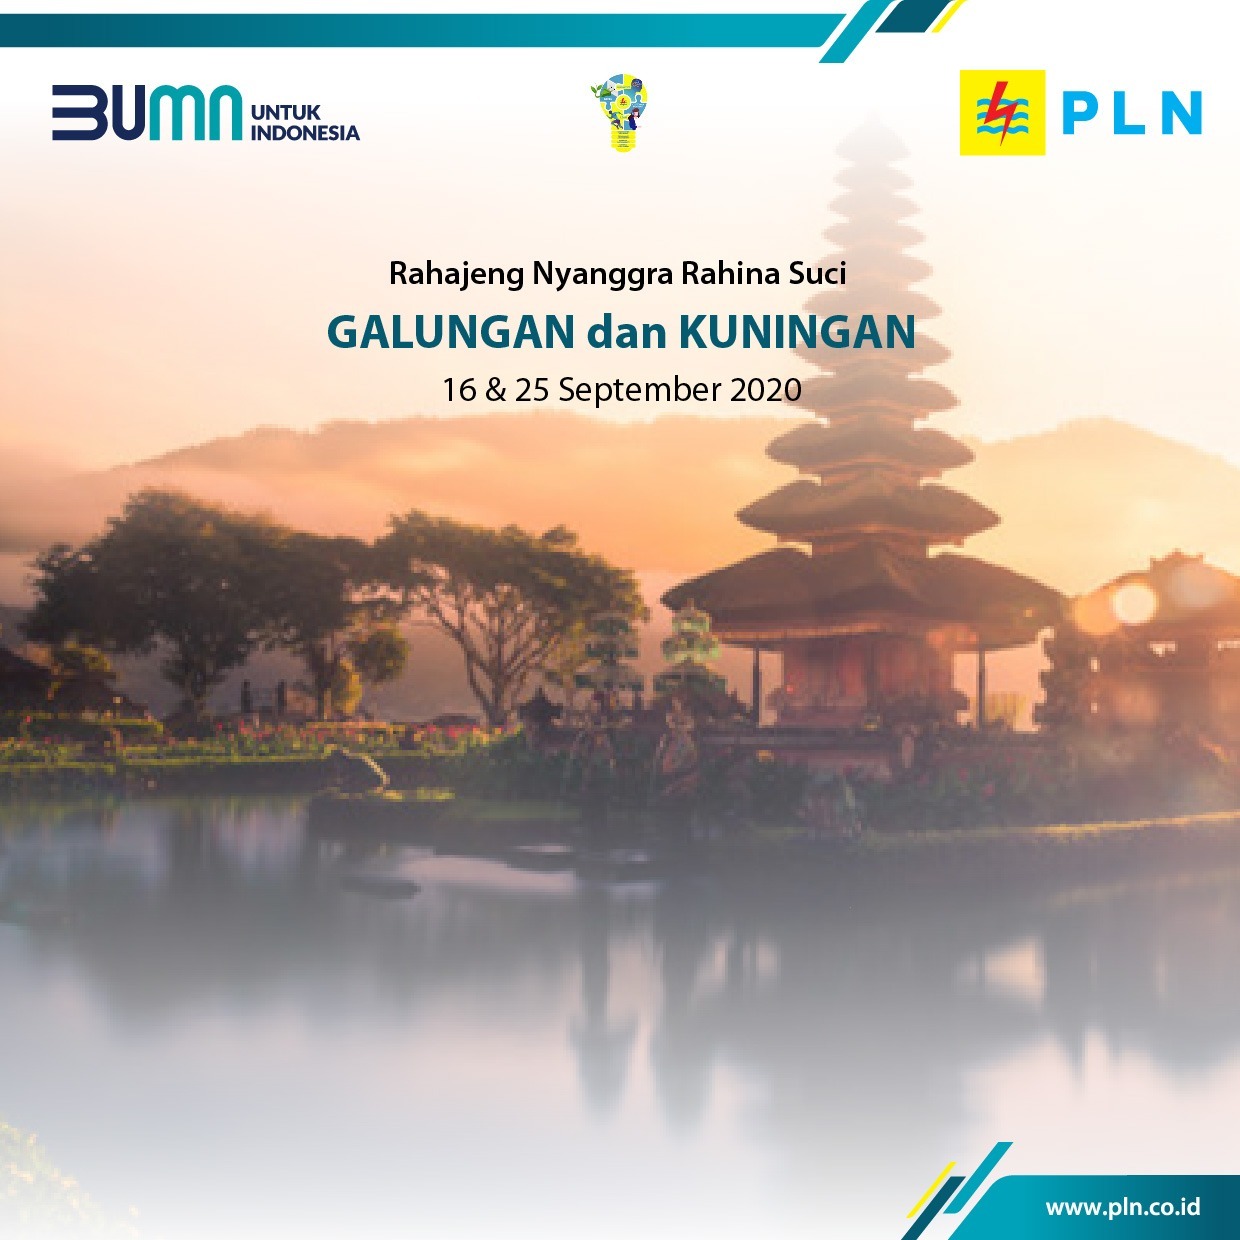 BUMN UNTUK
INDONESIA
PLN
Rahajeng Nyanggra Rahina Suci
GALUNGAN dan KUNINGAN
16 & 25 September 2020
www.pln.co.id